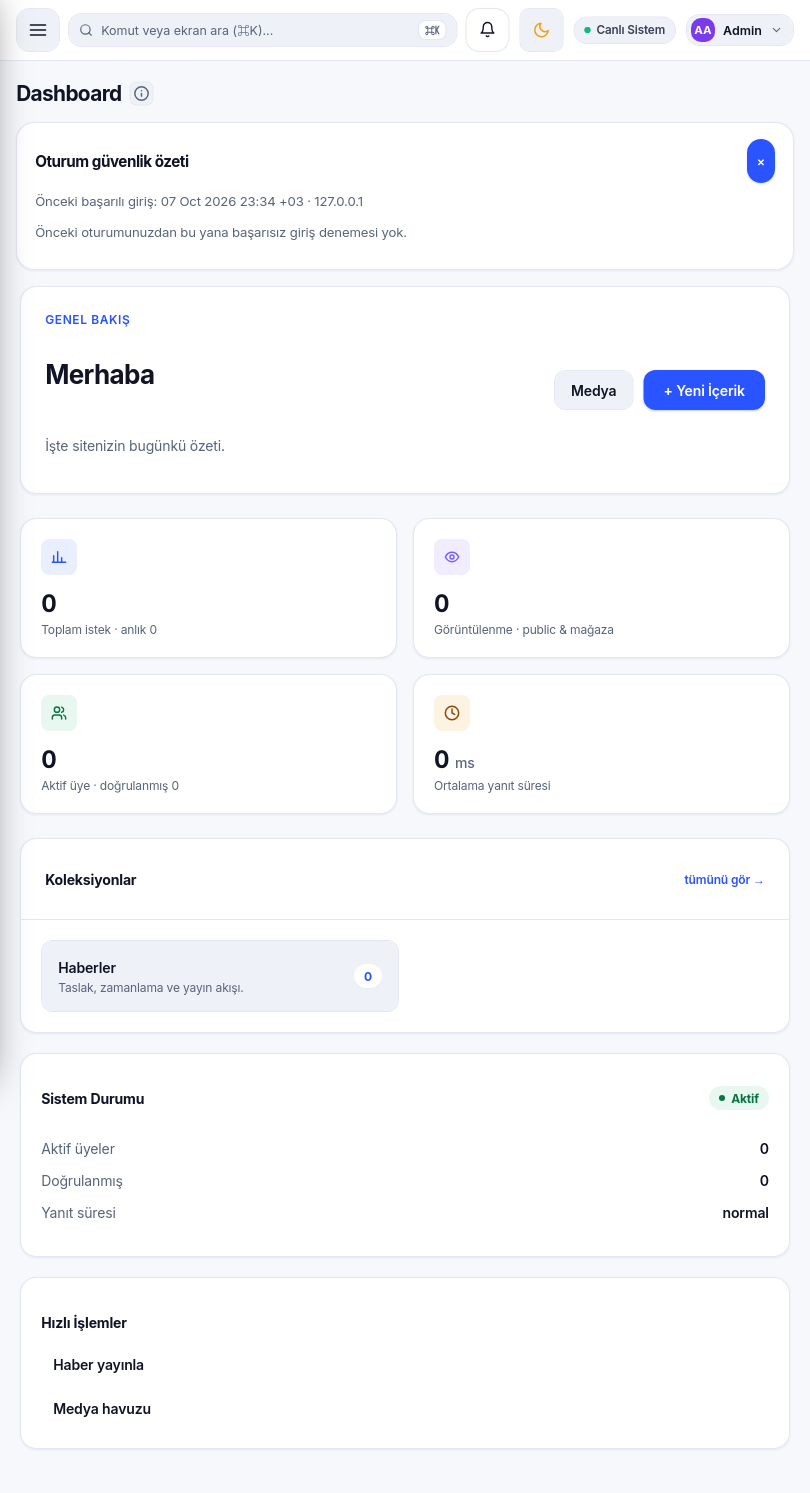 Komut veya ekran ara (⌘K)...
⌘K
Canlı Sistem
AA
Admin
Dashboard
Oturum güvenlik özeti
×
Önceki başarılı giriş: 07 Oct 2026 23:34 +03 · 127.0.0.1
Önceki oturumunuzdan bu yana başarısız giriş denemesi yok.
GENEL BAKIŞ
Merhaba
Medya
+ Yeni İçerik
İşte sitenizin bugünkü özeti.
0
Toplam istek · anlık 0
0
Görüntülenme · public & mağaza
0
Aktif üye · doğrulanmış 0
0 ms
Ortalama yanıt süresi
Koleksiyonlar
tümünü gör →
Haberler
Taslak, zamanlama ve yayın akışı.
0
Sistem Durumu
Aktif
Aktif üyeler
0
Doğrulanmış
0
Yanıt süresi
normal
Hızlı İşlemler
Haber yayınla
Medya havuzu